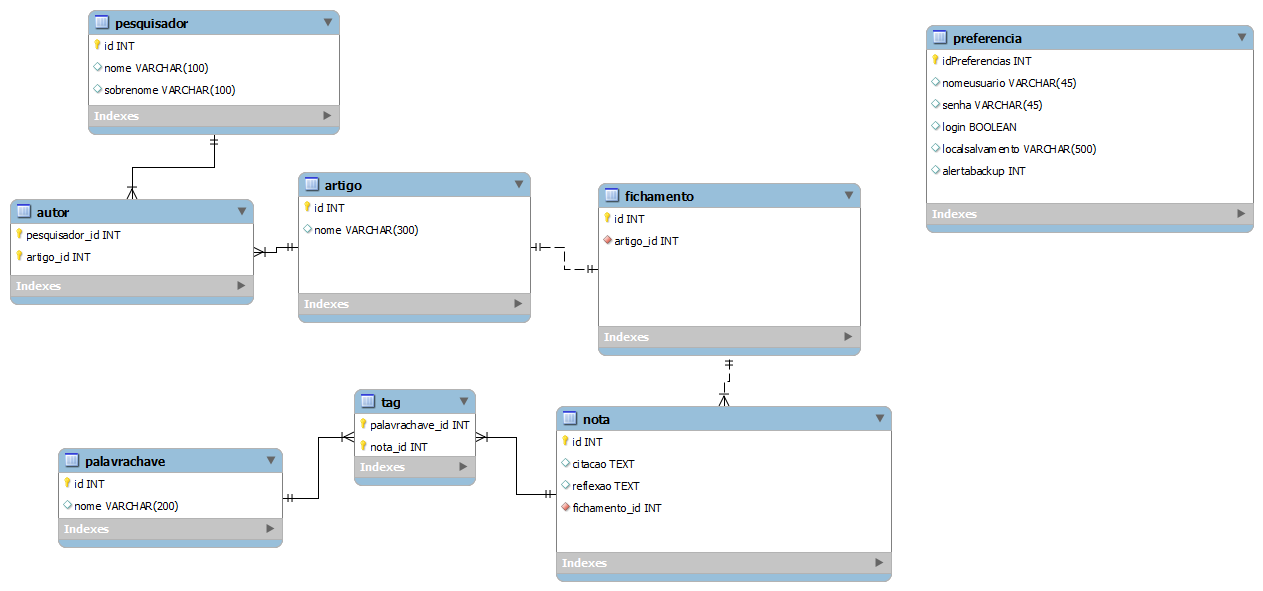 pesquisador
id INT
nome VARCHAR(100)
sobrenome VARCHAR(100)
Indexes
preferencia
idPreferencias INT
nomeusuario VARCHAR(45)
senha VARCHAR(45)
login BOOLEAN
localsalvamento VARCHAR(500)
alertabackup INT
Indexes
autor
pesquisador_id INT
artigo_id INT
Indexes
artigo
id INT
nome VARCHAR(300)
Indexes
fichamento
id INT
artigo_id INT
Indexes
tag
palavrachave_id INT
nota_id INT
Indexes
palavrachave
id INT
nome VARCHAR(200)
Indexes
nota
id INT
citacao TEXT
reflexao TEXT
fichamento_id INT
Indexes